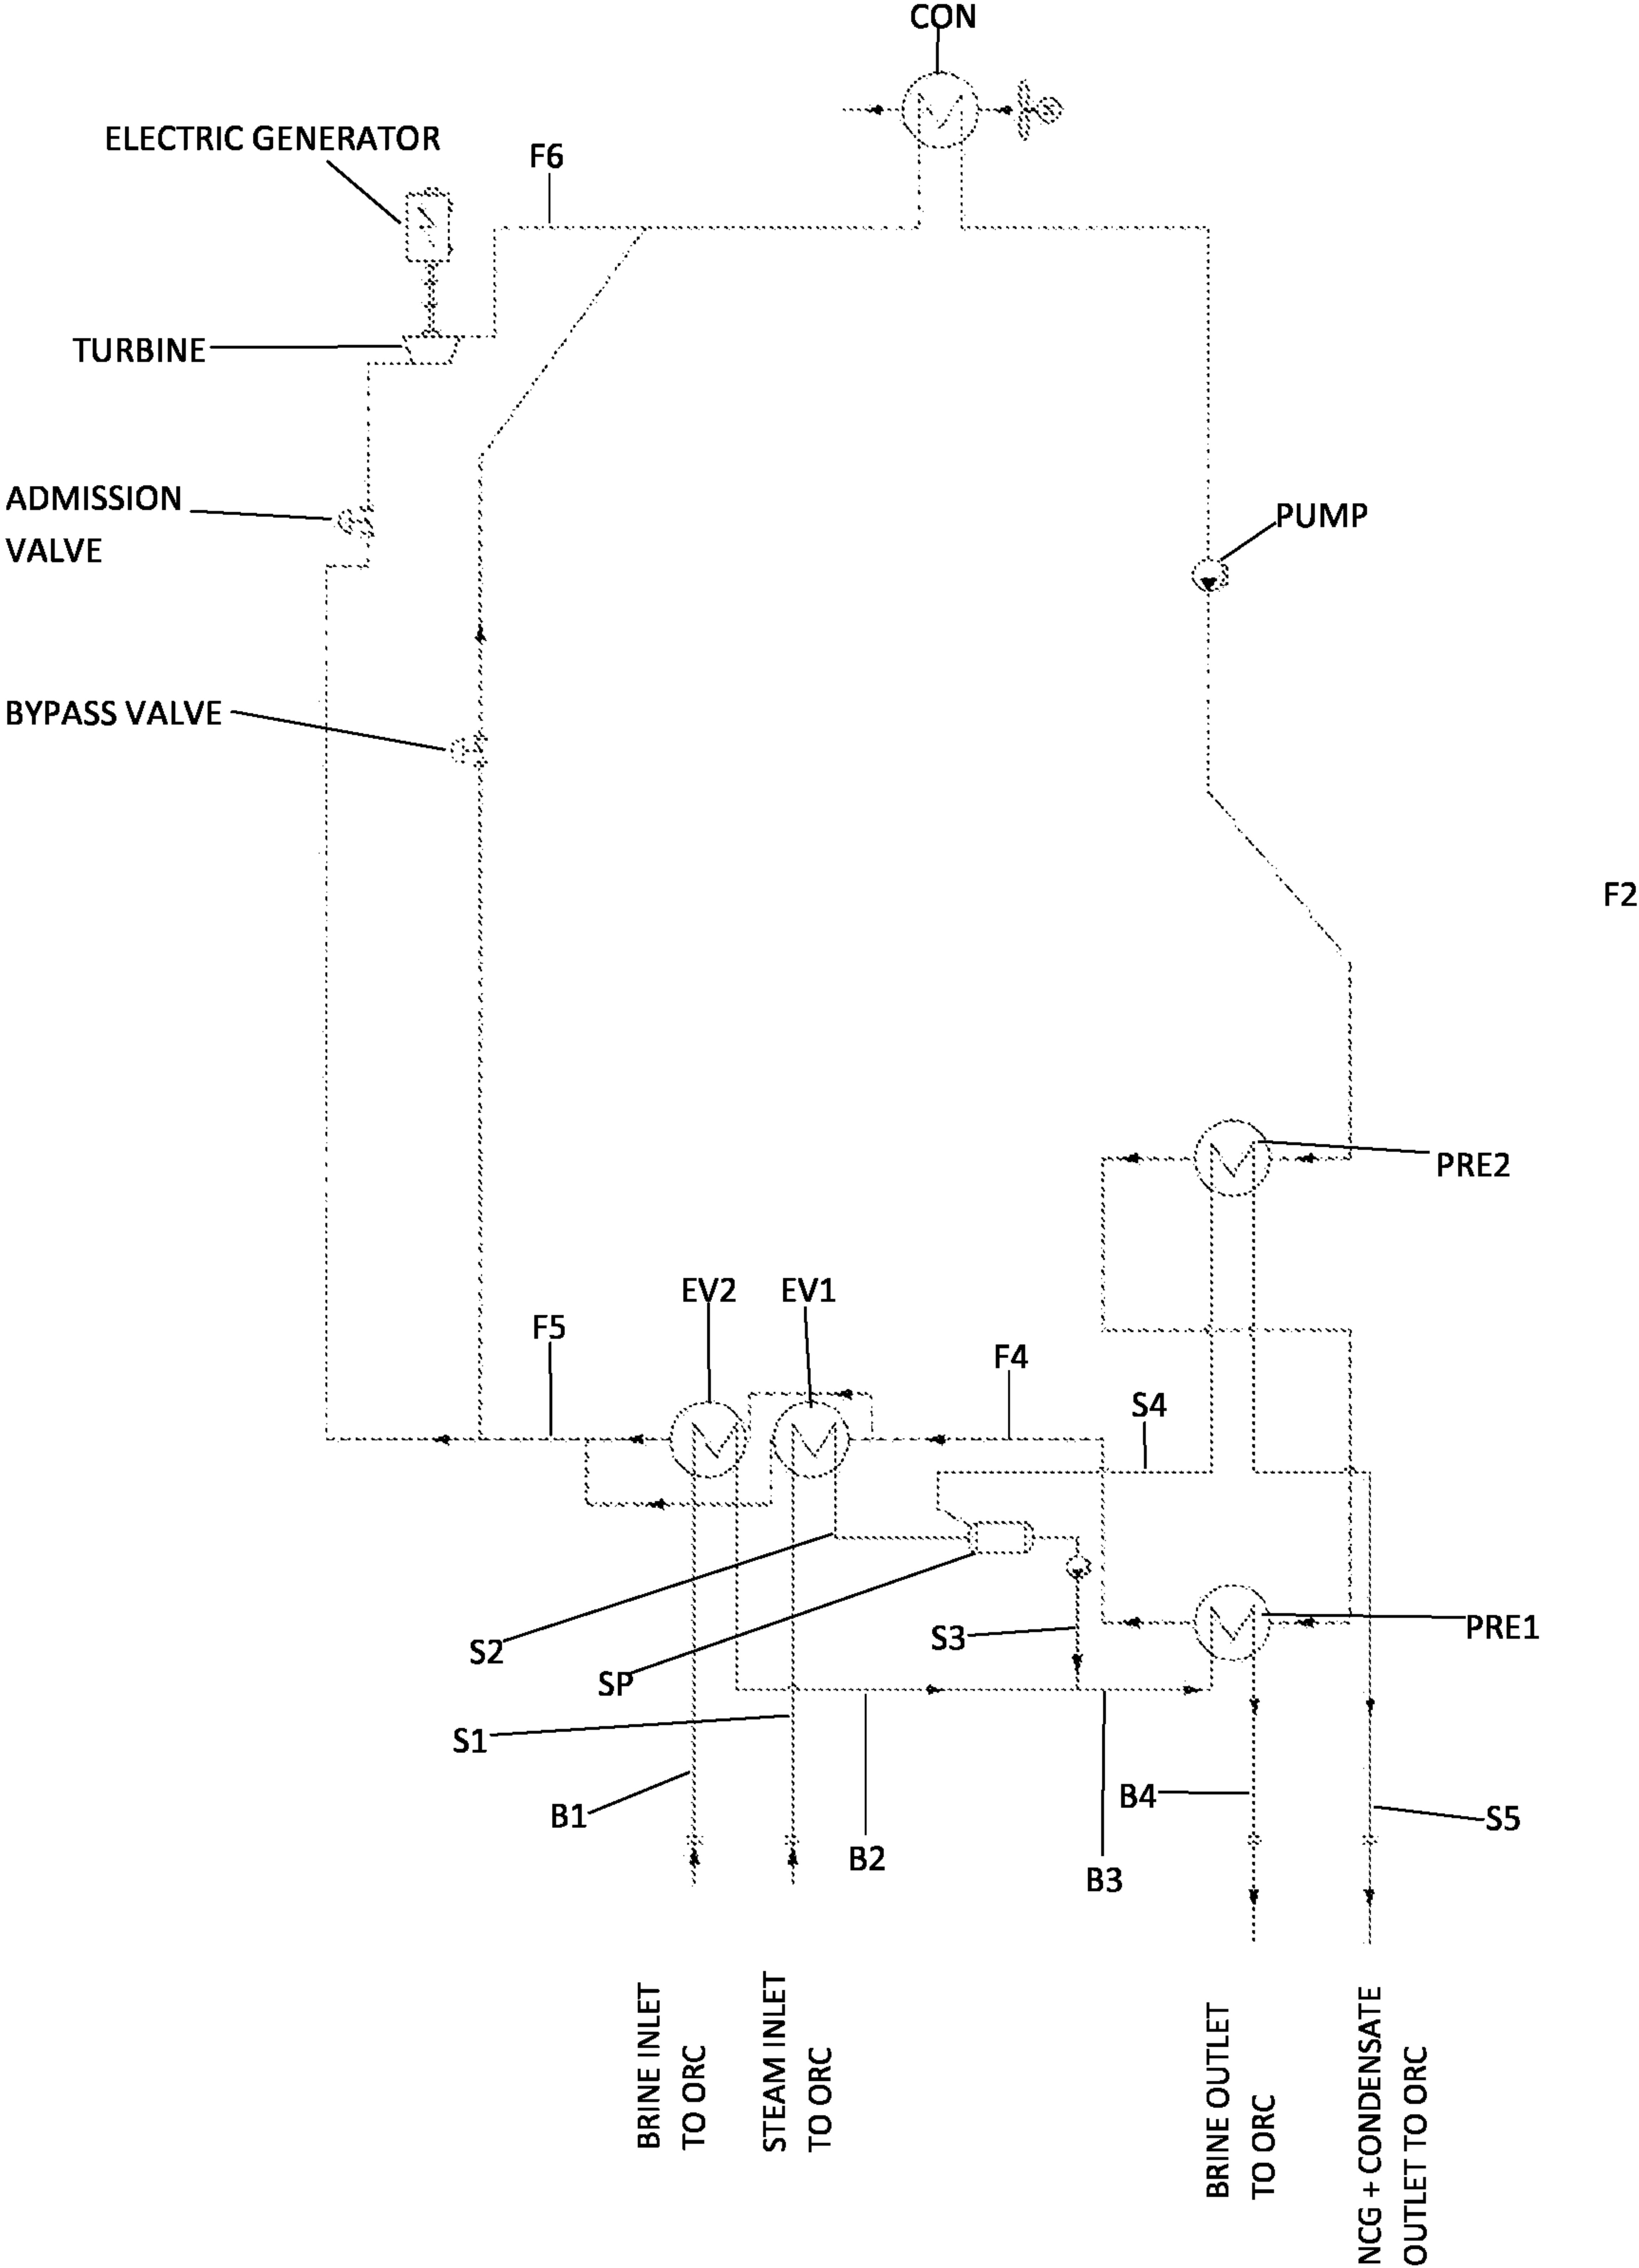 CON
ELECTRIC GENERATOR
F6
TURBINE
ADMISSION
VALVE
PUMP
BYPASS VALVE
F2
PRE2
EV2
EV1
F5
F4
S4
S2
SP
S3
PRE1
S1
B1
B2
B4
B3
S5
BRINE INLET
TO ORC
STEAM INLET
TO ORC
BRINE OUTLET
TO ORC
NCG + CONDENSATE
OUTLET TO ORC